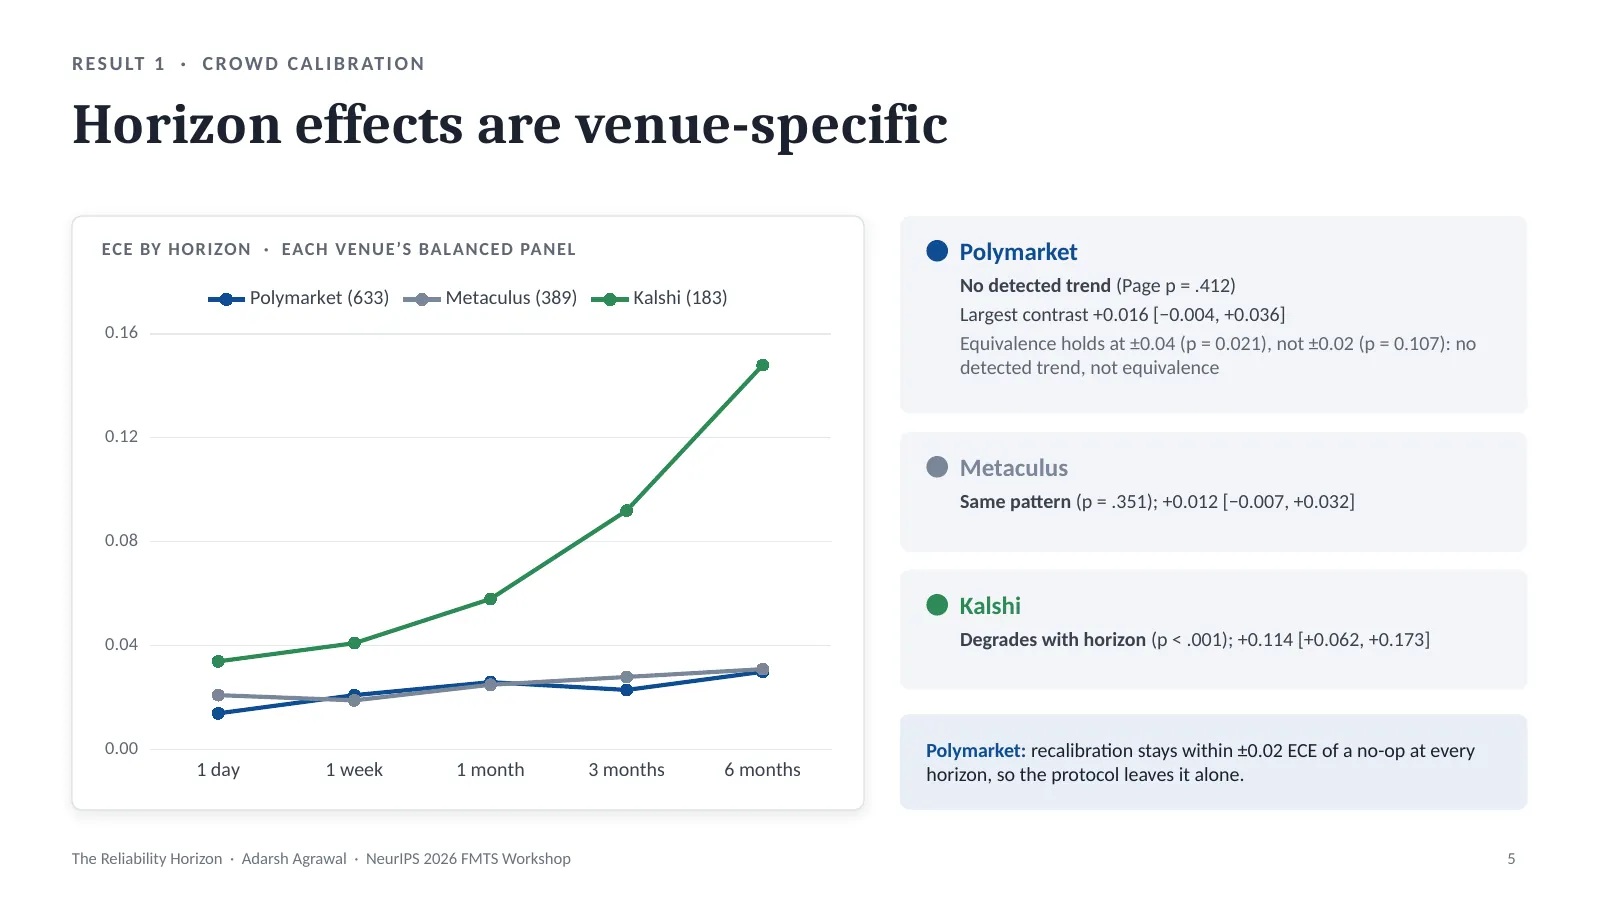 RESULT 1 · CROWD CALIBRATION
Horizon effects are venue-specific
ECE BY HORIZON · EACH VENUE’S BALANCED PANEL
Polymarket (633) Metaculus (389) Kalshi (183)
0.16
0.12
0.08
0.04
0.00
1 day 1 week 1 month 3 months 6 months
Polymarket
No detected trend (Page p = .412)
Largest contrast +0.016 [−0.004, +0.036]
Equivalence holds at ±0.04 (p = 0.021), not ±0.02 (p = 0.107): no
detected trend, not equivalence
Metaculus
Same pattern (p = .351); +0.012 [−0.007, +0.032]
Kalshi
Degrades with horizon (p < .001); +0.114 [+0.062, +0.173]
Polymarket: recalibration stays within ±0.02 ECE of a no-op at every
horizon, so the protocol leaves it alone.
The Reliability Horizon · Adarsh Agrawal · NeurIPS 2026 FMTS Workshop
5